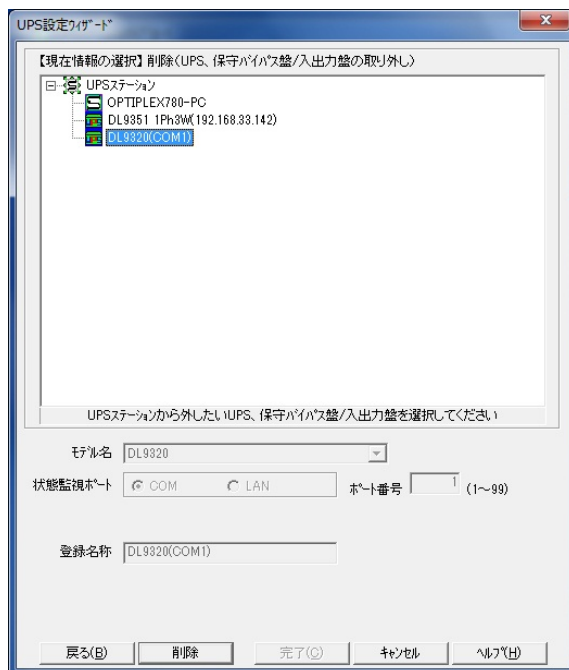 UPS設定ｳｨｻﾞｰﾄﾞ
【現在情報の選択】削除(UPS、保守ﾊﾞｲﾊﾟｽ盤/入出力盤の取り外し)
UPSｽﾃｰｼｮﾝ
OPTIPLEX780-PC
DL9351 1Ph3W(192.168.33.142)
DL9320(COM1)
UPSｽﾃｰｼｮﾝから外したいUPS、保守ﾊﾞｲﾊﾟｽ盤/入出力盤を選択してください
ﾓﾃﾞﾙ名 DL9320
状態監視ﾎﾟｰﾄ COM LAN ﾎﾟｰﾄ番号 1 (1～99)
登録名称 DL9320(COM1)
戻る(B) 削除 完了(C) ｷｬﾝｾﾙ ﾍﾙﾌﾟ(H)